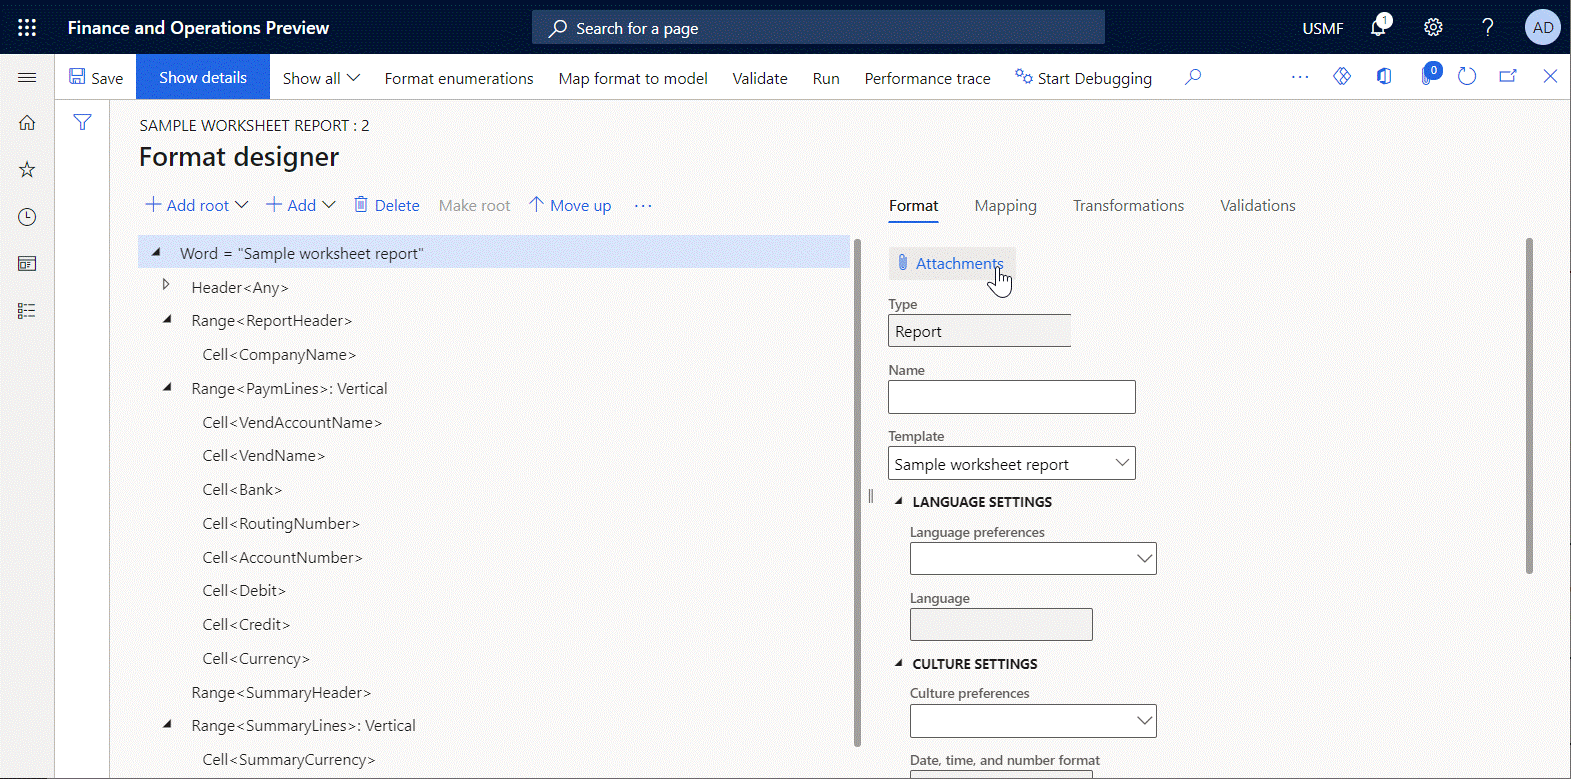 Finance and Operations Preview
Search for a page
USMF
1
?
AD
Save
Show details
Show all
Format enumerations
Map format to model
Validate
Run
Performance trace
Start Debugging
...
0
SAMPLE WORKSHEET REPORT : 2
Format designer
+ Add root
+ Add
Delete
Make root
Move up
...
Format
Mapping
Transformations
Validations
Word = "Sample worksheet report"
Header<Any>
Range<ReportHeader>
Cell<CompanyName>
Range<PaymLines>: Vertical
Cell<VendAccountName>
Cell<VendName>
Cell<Bank>
Cell<RoutingNumber>
Cell<AccountNumber>
Cell<Debit>
Cell<Credit>
Cell<Currency>
Range<SummaryHeader>
Range<SummaryLines>: Vertical
Cell<SummaryCurrency>
Attachments
Type
Report
Name
Template
Sample worksheet report
LANGUAGE SETTINGS
Language preferences
Language
CULTURE SETTINGS
Culture preferences
Date, time, and number format